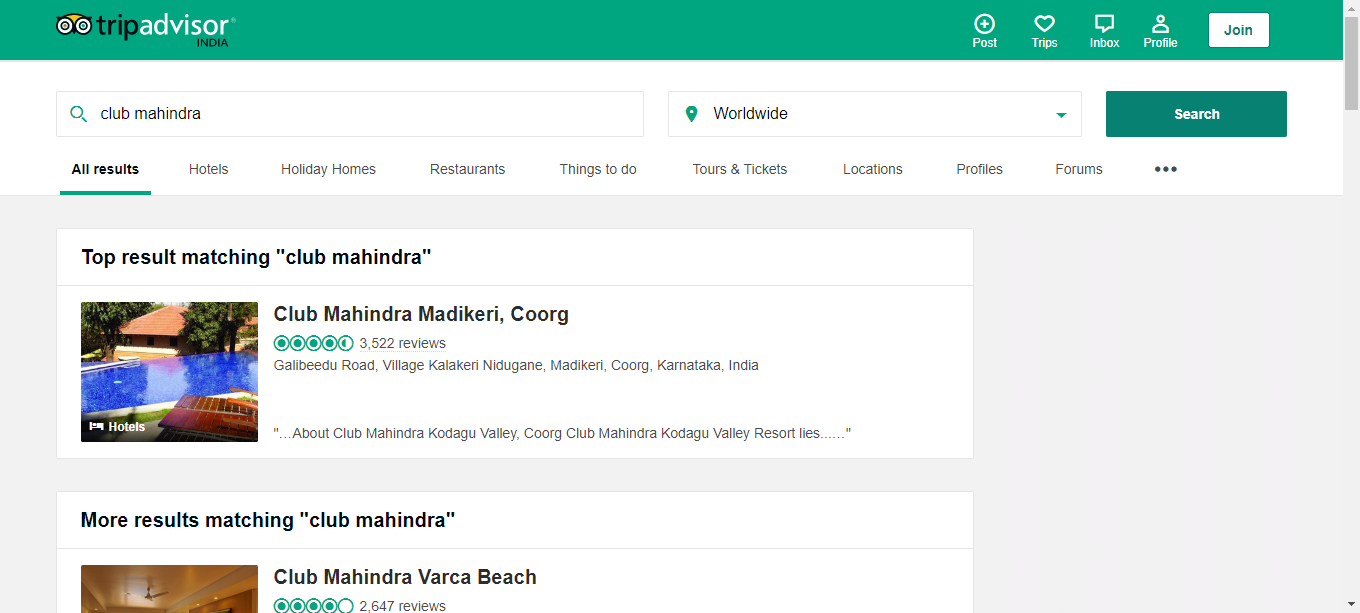 tripadvisor®
INDIA
Post Trips Inbox Profile Join
club mahindra Worldwide Search
All results Hotels Holiday Homes Restaurants Things to do Tours & Tickets Locations Profiles Forums •••
Top result matching "club mahindra"
Club Mahindra Madikeri, Coorg
3,522 reviews
Galibeedu Road, Village Kalakeri Nidugane, Madikeri, Coorg, Karnataka, India
Hotels
"…About Club Mahindra Kodagu Valley, Coorg Club Mahindra Kodagu Valley Resort lies...…"
More results matching "club mahindra"
Club Mahindra Varca Beach
2,647 reviews